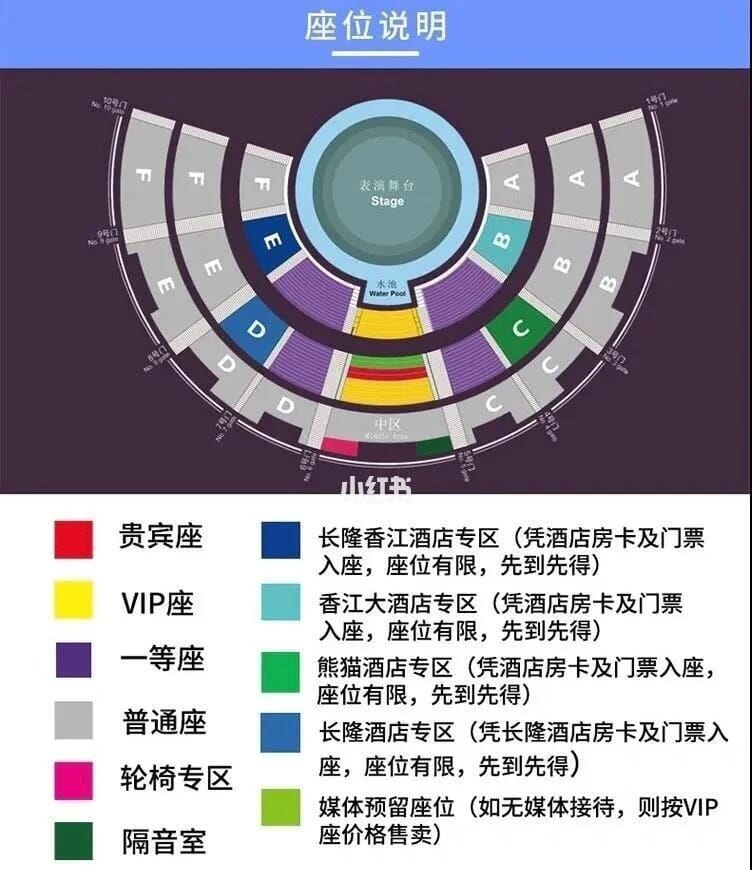 座位说明
10号门
No. 10 gate
1号门
No. 1 gate
F
F
F
A
A
A
表演舞台
Stage
9号门
No. 9 gate
2号门
No. 2 gate
E
E
E
B
B
B
水池
Water Pool
D
D
D
C
C
C
8号门
No. 8 gate
3号门
No. 3 gate
7号门
No. 7 gate
4号门
No. 4 gate
中区
Middle Area
6号门
No. 6 gate
5号门
No. 5 gate
小红书
贵宾座
VIP座
一等座
普通座
轮椅专区
隔音室
长隆香江酒店专区（凭酒店房卡及门票
入座，座位有限，先到先得）
香江大酒店专区（凭酒店房卡及门票
入座，座位有限，先到先得）
熊猫酒店专区（凭酒店房卡及门票入座，
座位有限，先到先得）
长隆酒店专区（凭长隆酒店房卡及门票入
座，座位有限，先到先得）
媒体预留座位（如无媒体接待，则按VIP
座价格售卖）